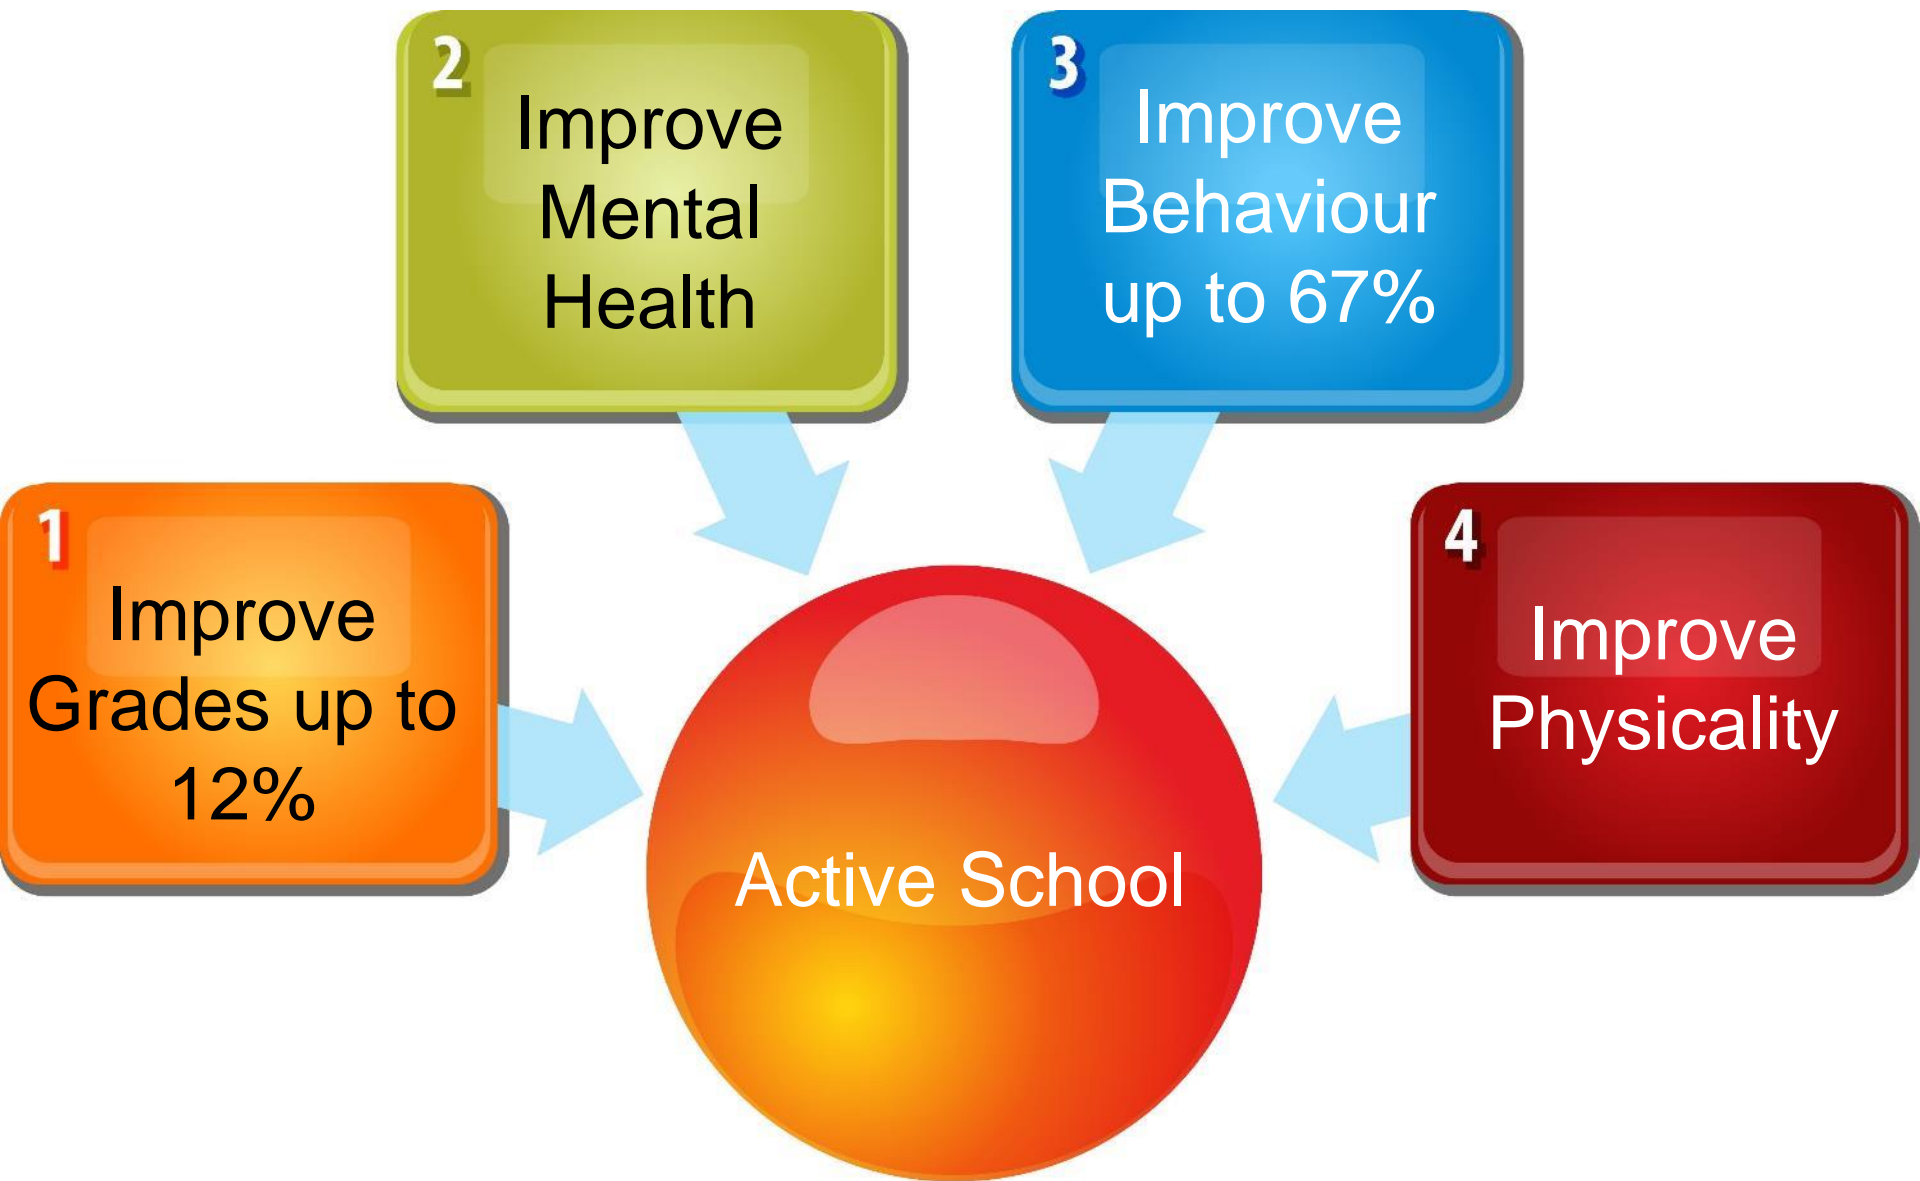 1
Improve
Grades up to
12%
2
Improve
Mental
Health
3
Improve
Behaviour
up to 67%
4
Improve
Physicality
Active School